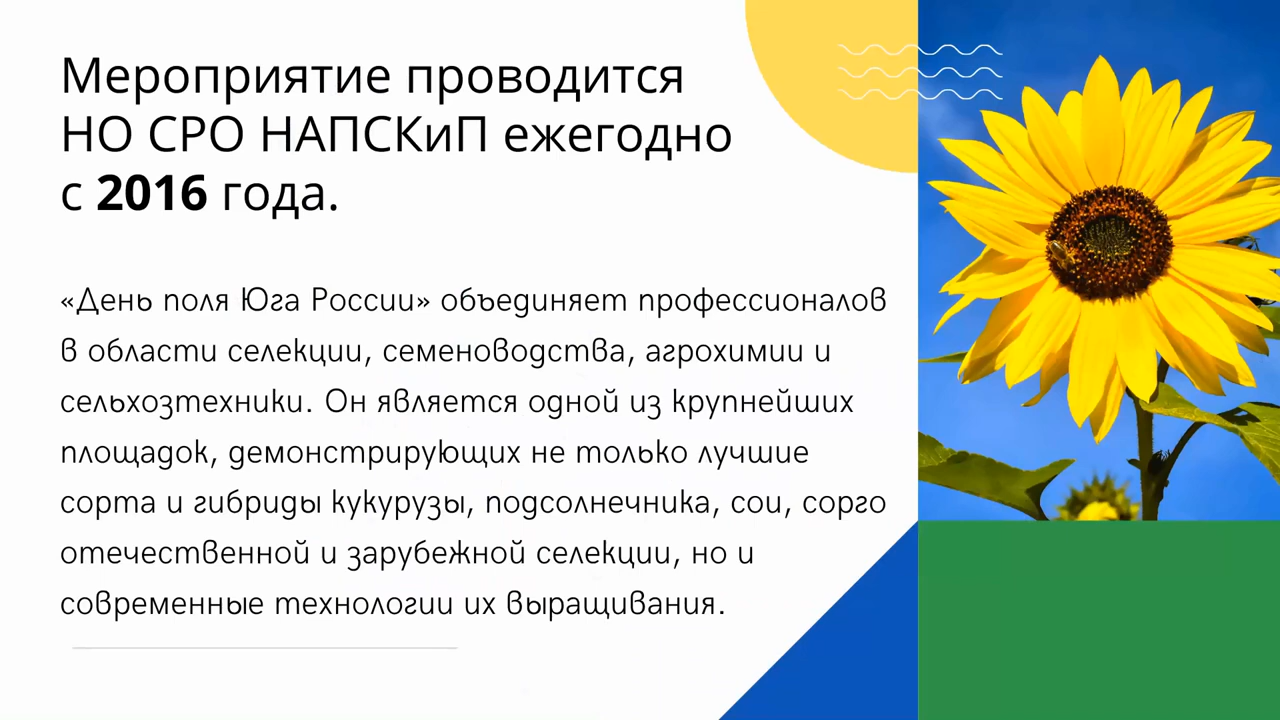 Мероприятие проводится
НО СРО НАПСКиП ежегодно
с 2016 года.
«День поля Юга России» объединяет профессионалов
в области селекции, семеноводства, агрохимии и
сельхозтехники. Он является одной из крупнейших
площадок, демонстрирующих не только лучшие
сорта и гибриды кукурузы, подсолнечника, сои, сорго
отечественной и зарубежной селекции, но и
современные технологии их выращивания.